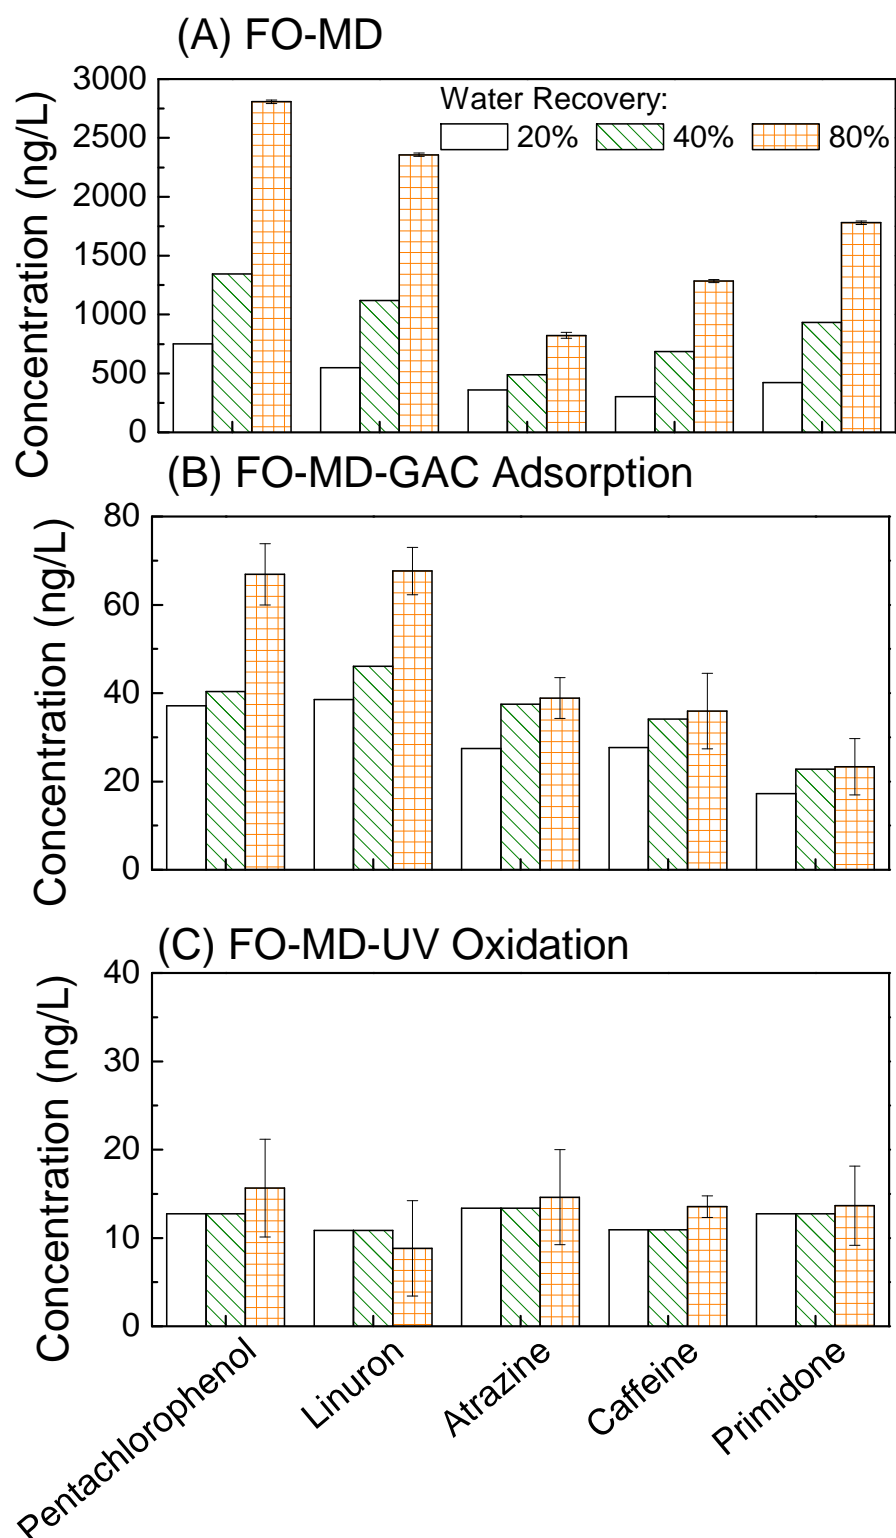 (A) FO-MD
Concentration (ng/L)
3000
2500
2000
1500
1000
500
0
Water Recovery:
20% 40% 80%
(B) FO-MD-GAC Adsorption
Concentration (ng/L)
80
60
40
20
0
(C) FO-MD-UV Oxidation
Concentration (ng/L)
40
30
20
10
0
Pentachlorophenol
Linuron
Atrazine
Caffeine
Primidone